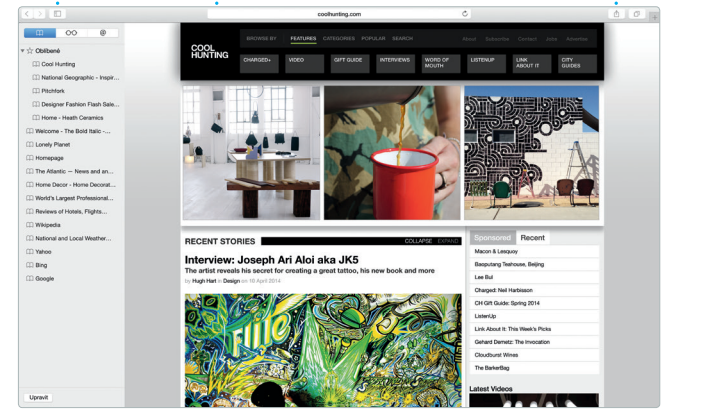 coolhunting.com
Oblíbené
Cool Hunting
National Geographic - Inspir...
Pitchfork
Designer Fashion Flash Sale...
Home - Heath Ceramics
Welcome - The Bold Italic -...
Lonely Planet
Homepage
The Atlantic — News and an...
Home Decor - Home Decorat...
World's Largest Professional...
Reviews of Hotels, Flights...
Wikipedia
National and Local Weather...
Yahoo
Bing
Google
Upravit
COOL
HUNTING
BROWSE BY FEATURES CATEGORIES POPULAR SEARCH
About Subscribe Contact Jobs Advertise
CHARGED+ VIDEO GIFT GUIDE INTERVIEWS WORD OF MOUTH LISTENUP LINK ABOUT IT CITY GUIDES
RECENT STORIES COLLAPSE EXPAND
Interview: Joseph Ari Aloi aka JK5
The artist reveals his secret for creating a great tattoo, his new book and more
by Hugh Hart in Design on 10 April 2014
Sponsored Recent
Macon & Lesquoy
Baoputang Teahouse, Beijing
Lee Bul
Charged: Neil Harbisson
CH Gift Guide: Spring 2014
ListenUp
Link About It: This Week's Picks
Gehard Demetz: The Invocation
Cloudburst Wines
The BarkerBag
Latest Videos